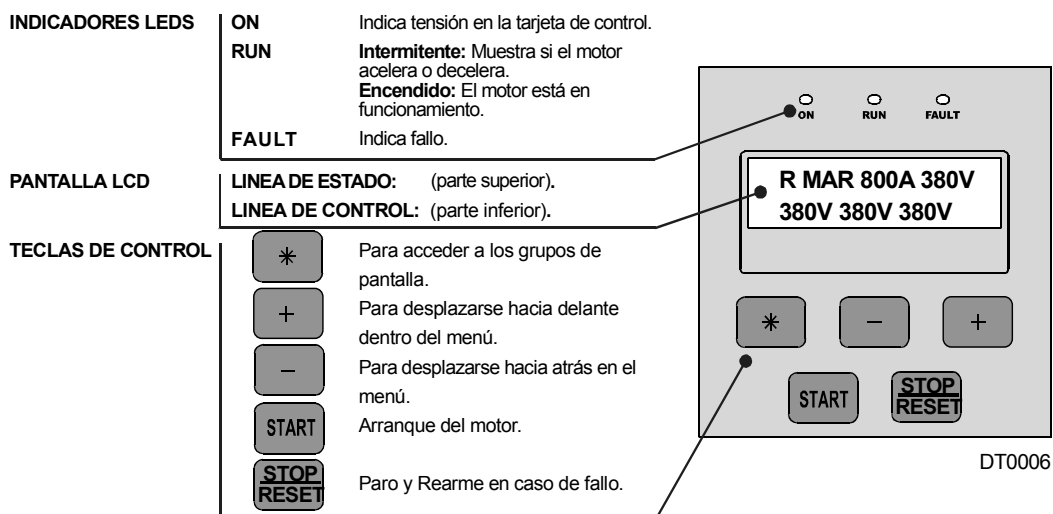 INDICADORES LEDS
ON Indica tensión en la tarjeta de control.
RUN Intermitente: Muestra si el motor
acelera o decelera.
Encendido: El motor está en
funcionamiento.
FAULT Indica fallo.
PANTALLA LCD
LINEA DE ESTADO: (parte superior).
LINEA DE CONTROL: (parte inferior).
TECLAS DE CONTROL
* Para acceder a los grupos de
pantalla.
+ Para desplazarse hacia delante
dentro del menú.
− Para desplazarse hacia atrás en el
menú.
START Arranque del motor.
STOP
RESET Paro y Rearme en caso de fallo.
ON RUN FAULT
R MAR 800A 380V
380V 380V 380V
* − +
START STOP
RESET
DT0006